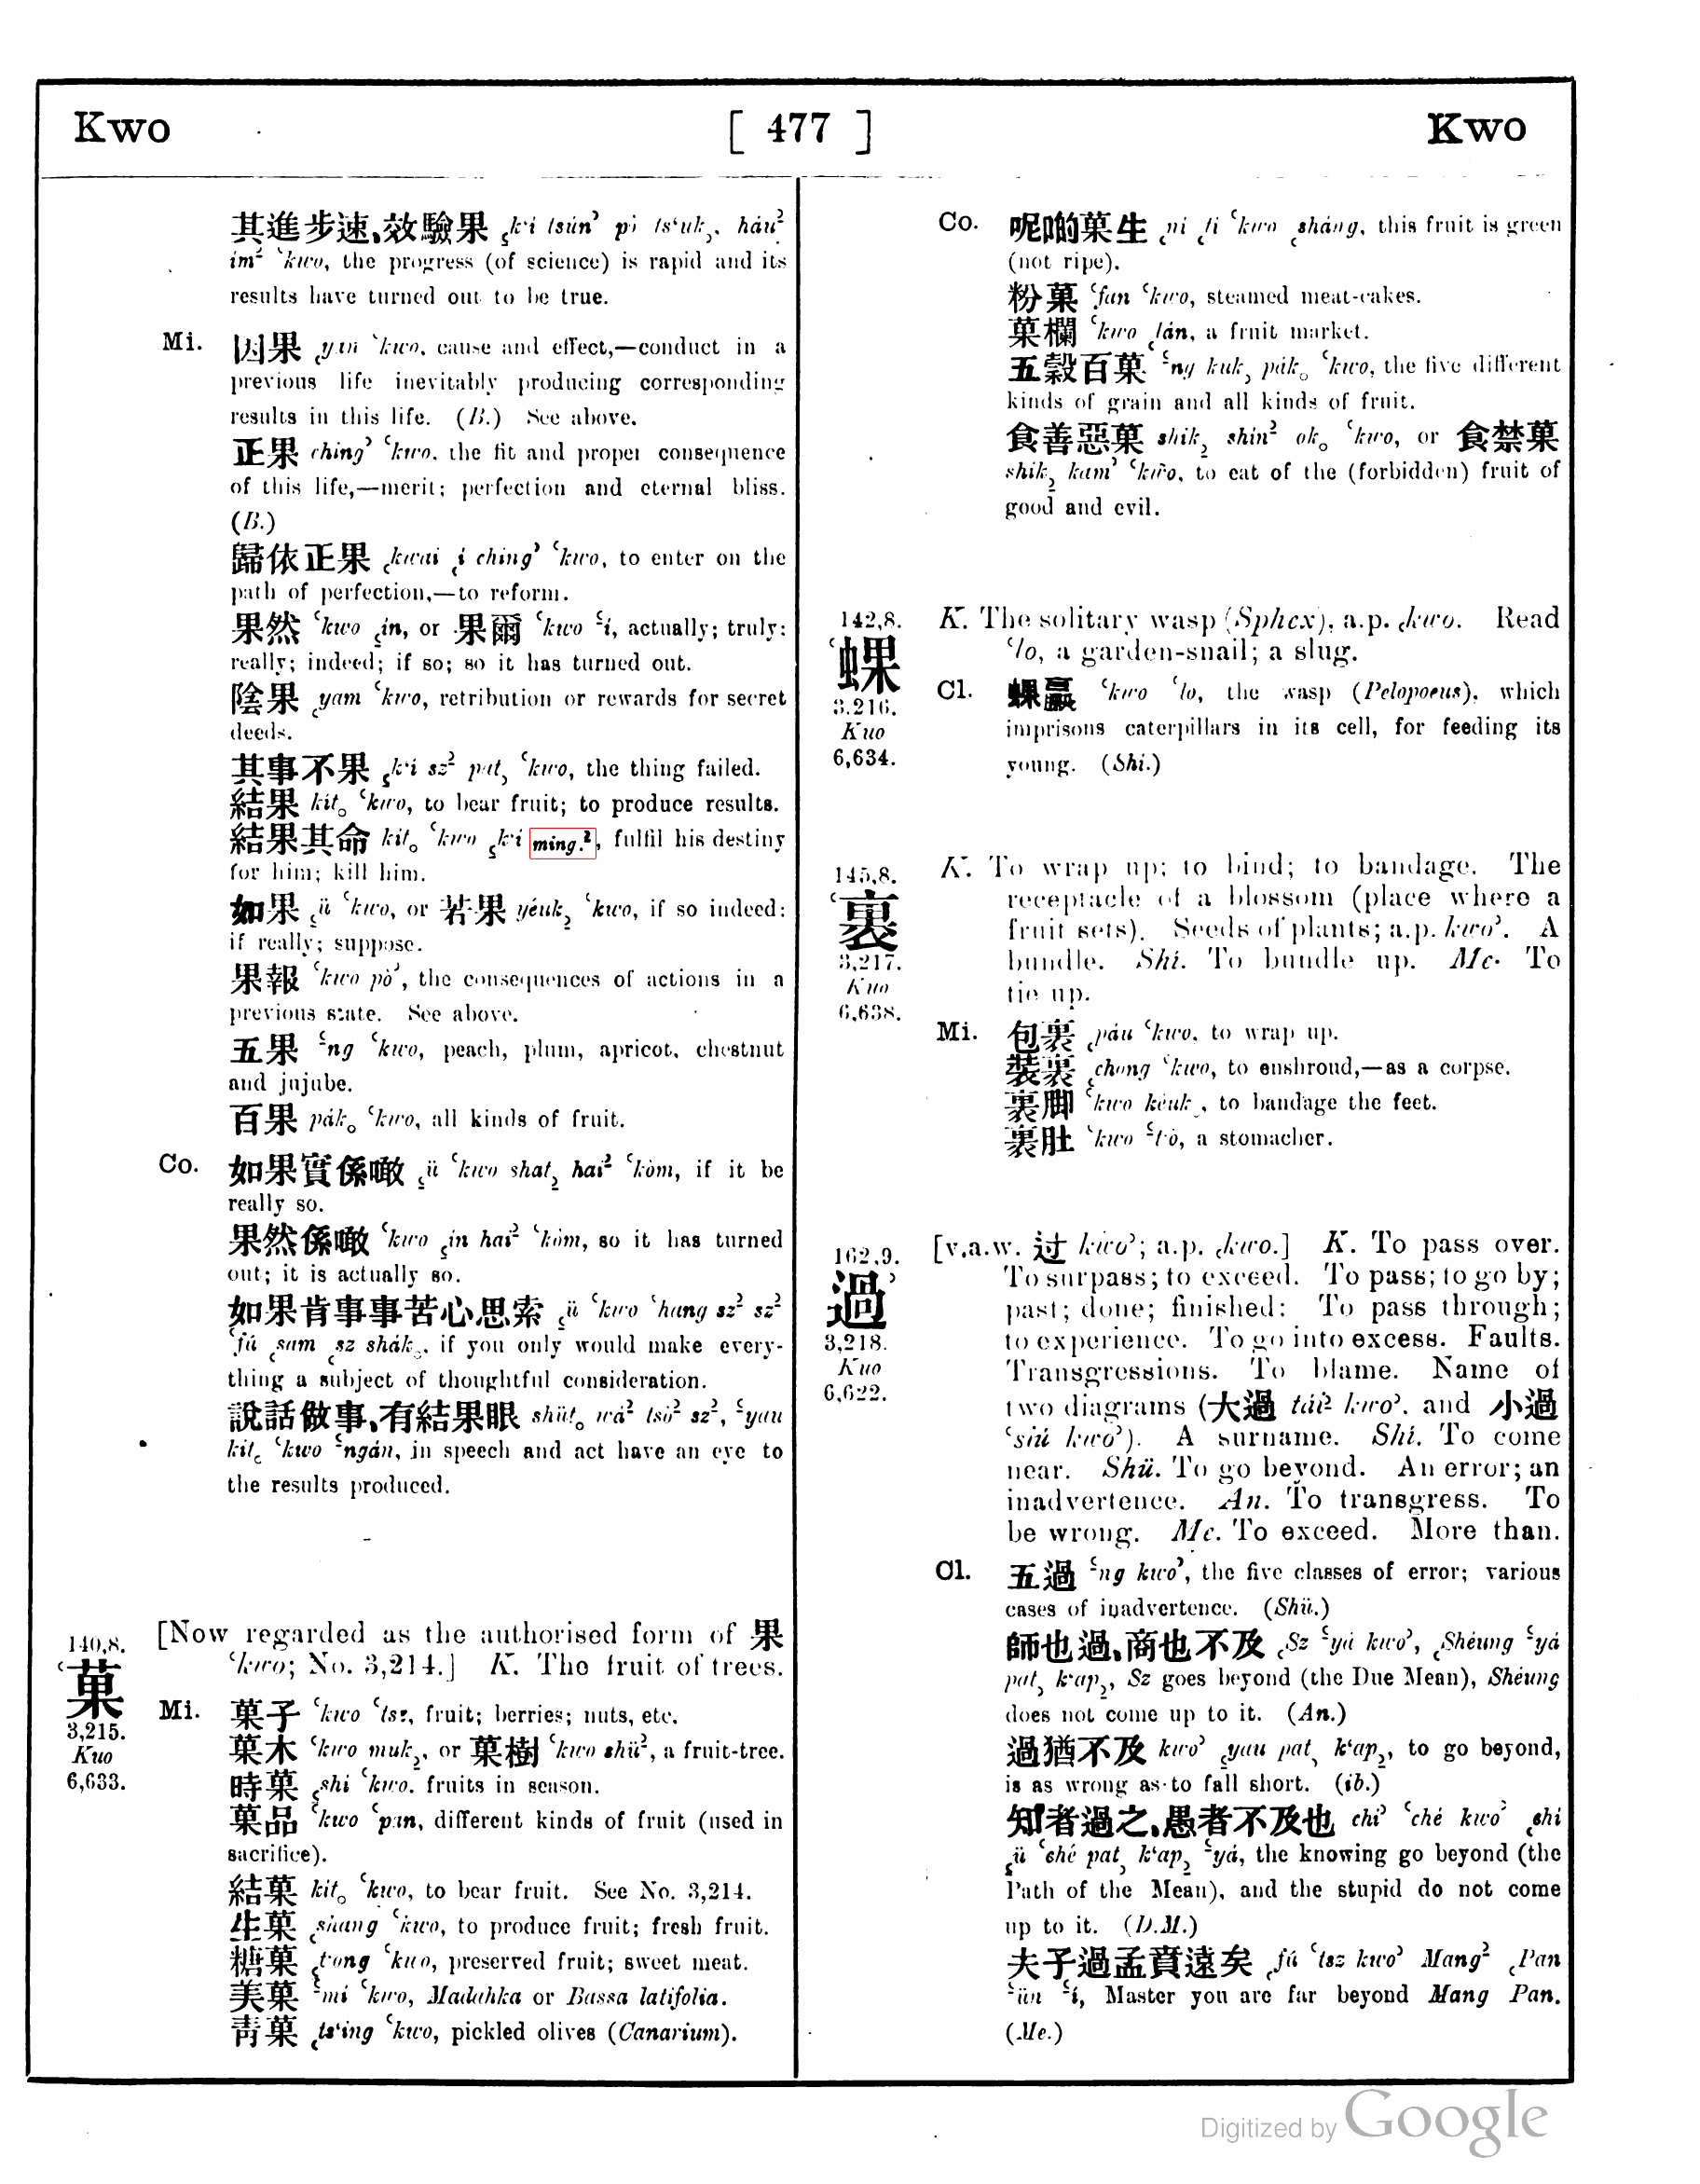 Kwo [ 477 ] Kwo
其進步速,效驗果 ꜁k‘i tsún꜄ pò ts‘uk꜆, háu꜅
ím꜅ ꜂kwo, the progress (of science) is rapid and its
results have turned out to be true.
Mi. 因果 ꜀yan ꜂kwo, cause and effect,—conduct in a
previous life inevitably producing corresponding
results in this life. (B.) See above.
正果 ching꜄ ꜂kwo, the fit and proper consequence
of this life,—merit; perfection and eternal bliss.
(B.)
歸依正果 ꜀kwai ꜀í ching꜄ ꜂kwo, to enter on the
path of perfection,—to reform.
果然 ꜂kwo ꜁ín, or 果爾 ꜂kwo ꜃í, actually; truly;
really; indeed; if so; so it has turned out.
陰果 ꜀yam ꜂kwo, retribution or rewards for secret
deeds.
其事不果 ꜁k‘i sz꜅ pat꜆ ꜂kwo, the thing failed.
結果 kít꜀ ꜂kwo, to bear fruit; to produce results.
結果其命 kít꜀ ꜂kwo ꜁k‘i ming.꜅, fulfil his destiny
for him; kill him.
如果 ꜁ü ꜂kwo, or 若果 yéuk꜇ ꜂kwo, if so indeed;
if really; suppose.
果報 ꜂kwo pò꜄, the consequences of actions in a
previous state. See above.
五果 ꜃ng ꜂kwo, peach, plum, apricot, chestnut
and jujube.
百果 pák꜀ ꜂kwo, all kinds of fruit.
Co. 如果實係噉 ꜁ü ꜂kwo shat꜇ hai꜅ ꜂kòm, if it be
really so.
果然係噉 ꜂kwo ꜁ín hai꜅ ꜂kòm, so it has turned
out; it is actually so.
如果肯事事苦心思索 ꜁ü ꜂kwo ꜂hang sz꜅ sz꜅
꜂fú ꜀sam ꜀sz shák꜀, if you only would make every-
thing a subject of thoughtful consideration.
說話做事,有結果眼 shüt꜀ wá꜅ tsò꜅ sz꜅, ꜃yau
kít꜀ ꜂kwo ꜃ngán, in speech and act have an eye to
the results produced.
140,8.
꜂菓
3,215.
Kuo
6,633.
[Now regarded as the authorised form of 果
꜂kwo; No. 3,214.] K. The fruit of trees.
Mi. 菓子 ꜂kwo ꜂tsz, fruit; berries; nuts, etc.
菓木 ꜂kwo muk꜇, or 菓樹 ꜂kwo shü꜅, a fruit-tree.
時菓 ꜁shi ꜂kwo, fruits in season.
菓品 ꜂kwo ꜂pan, different kinds of fruit (used in
sacrifice).
結菓 kít꜀ ꜂kwo, to bear fruit. See No. 3,214.
生菓 ꜀shang ꜂kwo, to produce fruit; fresh fruit.
糖菓 ꜁t‘ong ꜂kwo, preserved fruit; sweet meat.
美菓 ꜃mí ꜂kwo, Maduhka or Bassa latifolia.
青菓 ꜀ts‘ing ꜂kwo, pickled olives (Canarium).
Co. 呢啲菓生 ꜀ni ꜀ti ꜂kwo ꜀sháng, this fruit is green
(not ripe).
粉菓 ꜂fan ꜂kwo, steamed meat-cakes.
菓欄 ꜂kwo ꜀lán, a fruit market.
五穀百菓 ꜃ng kuk꜆ pák꜀ ꜂kwo, the five different
kinds of grain and all kinds of fruit.
食善惡菓 shik꜇ shín꜅ ok꜀ ꜂kwo, or 食禁菓
shik꜇ kam꜄ ꜂kwo, to eat of the (forbidden) fruit of
good and evil.
142,8.
꜂蜾
3.216.
Kuo
6,634.
K. The solitary wasp (Sphex), a.p. ꜀kwo. Read
꜂lo, a garden-snail; a slug.
Cl. 蜾蠃 ꜂kwo ꜂lo, the wasp (Pelopoeus), which
imprisons caterpillars in its cell, for feeding its
young. (Shi.)
145,8.
꜂裹
3,217.
Kuo
6,638.
K. To wrap up; to bind; to bandage. The
receptacle of a blossom (place where a
fruit sets). Seeds of plants; a.p. kwo꜄. A
bundle. Shi. To bundle up. Me. To
tie up.
Mi. 包裹 ꜀páu ꜂kwo, to wrap up.
裝裹 ꜀chong ꜂kwo, to enshroud,—as a corpse.
裹脚 ꜂kwo kéuk꜀, to bandage the feet.
裹肚 ꜂kwo ꜃t‘ò, a stomacher.
162,9.
過꜄
3,218.
Kuo
6,622.
[v.a.w. 过 kwo꜄; a.p. ꜀kwo.] K. To pass over.
To surpass; to exceed. To pass; to go by;
past; done; finished: To pass through;
to experience. To go into excess. Faults.
Transgressions. To blame. Name of
two diagrams (大過 tái꜅ kwo꜄, and 小過
꜂siú kwo꜄). A surname. Shí. To come
near. Shü. To go beyond. An error; an
inadvertence. An. To transgress. To
be wrong. Me. To exceed. More than.
Cl. 五過 ꜃ng kwo꜄, the five classes of error; various
cases of inadvertence. (Shü.)
師也過,商也不及 ꜀Sz ꜃yá kwo꜄, ꜀Shéung ꜃yá
pat꜆ k‘ap꜇, Sz goes beyond (the Due Mean), Shéung
does not come up to it. (An.)
過猶不及 kwo꜄ ꜁yau pat꜆ k‘ap꜇, to go beyond,
is as wrong as to fall short. (ib.)
知者過之,愚者不及也 chí꜄ ꜂ché kwo꜄ ꜀shi
꜁ü ꜂ché pat꜆ k‘ap꜇ ꜃yá, the knowing go beyond (the
Path of the Mean), and the stupid do not come
up to it. (D.M.)
夫子過孟賁遠矣 ꜀fú ꜂tsz kwo꜄ Mang꜅ ꜀Pan
꜃ün ꜃í, Master you are far beyond Mang Pan.
(Me.)
Digitized by Google